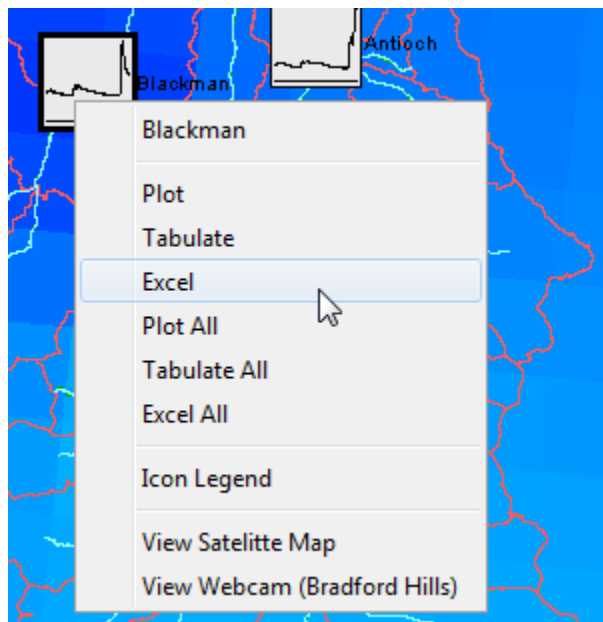 Antioch
Blackman
Blackman
Plot
Tabulate
Excel
Plot All
Tabulate All
Excel All
Icon Legend
View Satelitte Map
View Webcam (Bradford Hills)